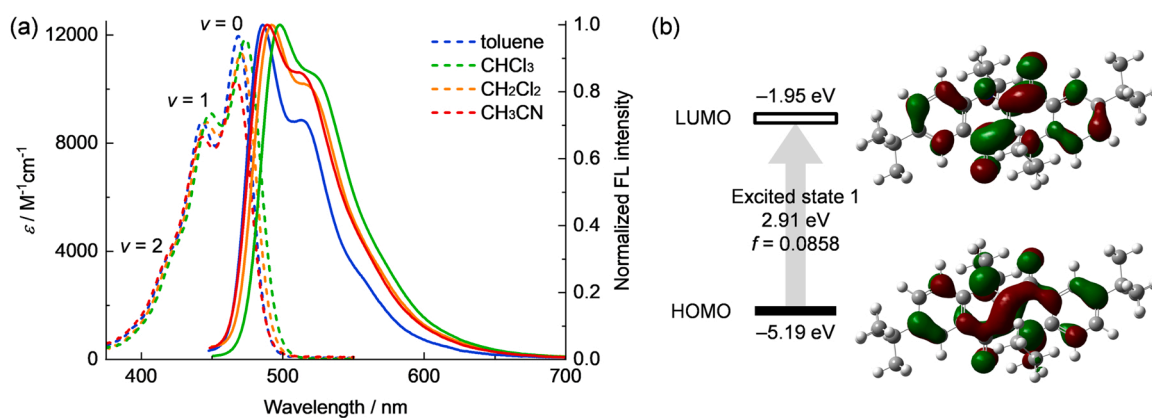 (a)
12000
8000
4000
0
ε / M⁻¹cm⁻¹
400
500
600
700
Wavelength / nm
1.0
0.8
0.6
0.4
0.2
0.0
Normalized FL intensity
v = 0
v = 1
v = 2
toluene
CHCl₃
CH₂Cl₂
CH₃CN
(b)
LUMO
–1.95 eV
Excited state 1
2.91 eV
f = 0.0858
HOMO
–5.19 eV